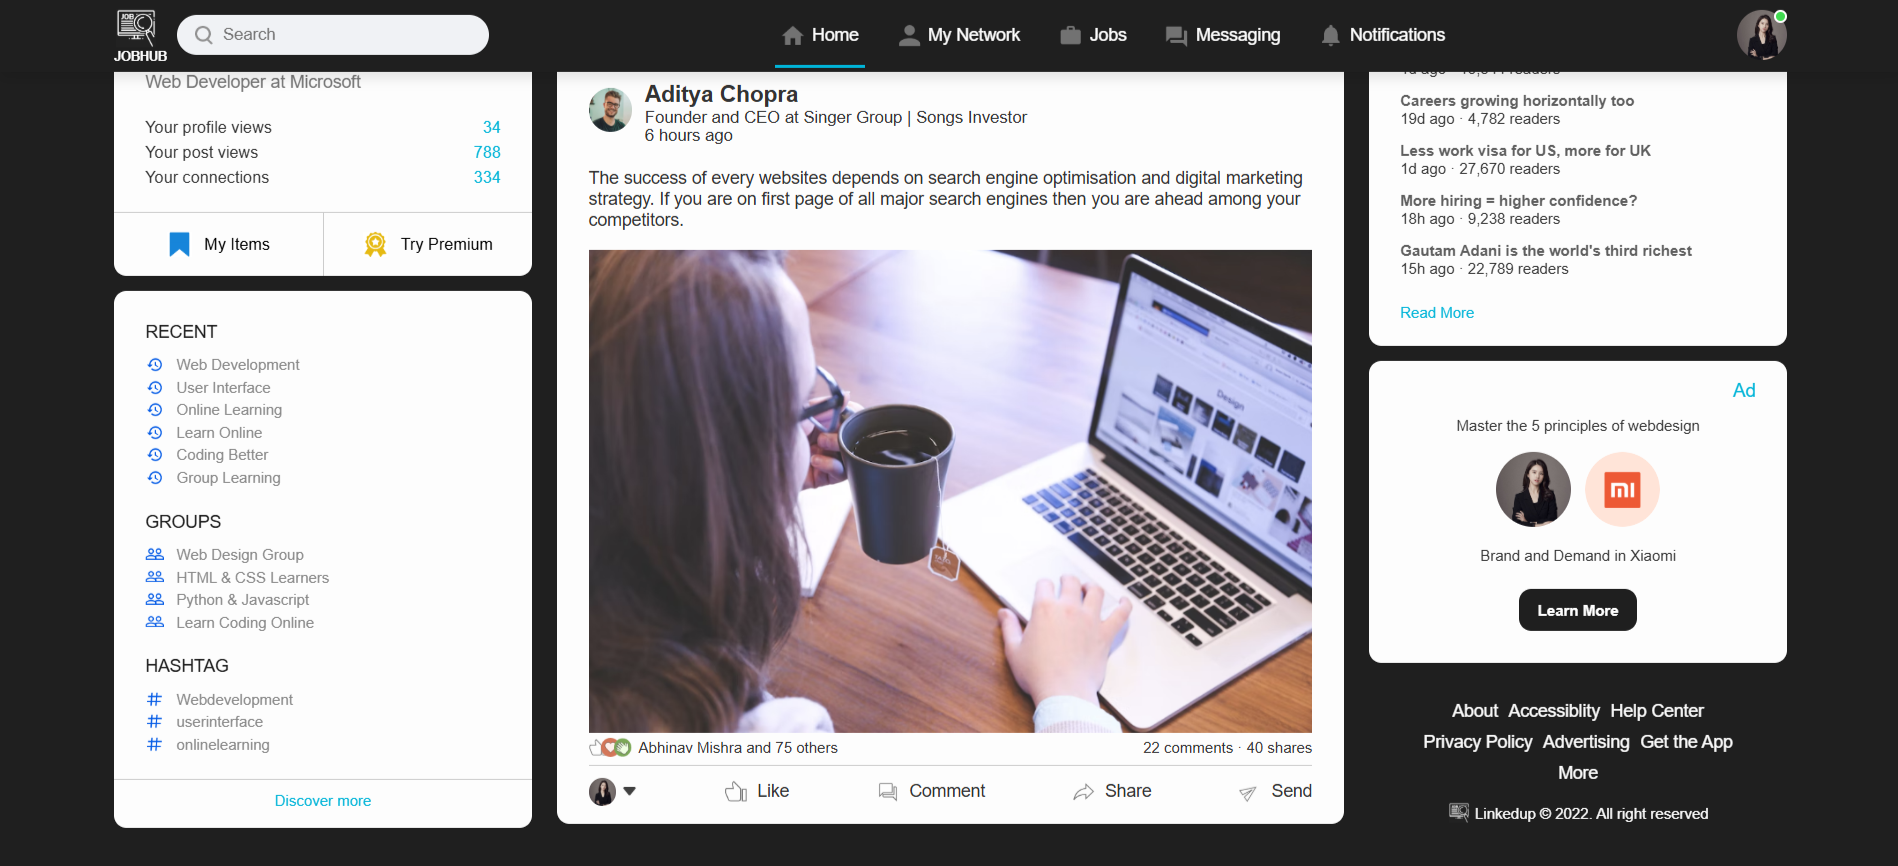 JOB
JOBHUB
Search
Home
My Network
Jobs
Messaging
Notifications
Web Developer at Microsoft
Your profile views 34
Your post views 788
Your connections 334
My Items
Try Premium
RECENT
Web Development
User Interface
Online Learning
Learn Online
Coding Better
Group Learning
GROUPS
Web Design Group
HTML & CSS Learners
Python & Javascript
Learn Coding Online
HASHTAG
# Webdevelopment
# userinterface
# onlinelearning
Discover more
Aditya Chopra
Founder and CEO at Singer Group | Songs Investor
6 hours ago
The success of every websites depends on search engine optimisation and digital marketing
strategy. If you are on first page of all major search engines then you are ahead among your
competitors.
Design
Abhinav Mishra and 75 others
22 comments · 40 shares
Like
Comment
Share
Send
Careers growing horizontally too
19d ago · 4,782 readers
Less work visa for US, more for UK
1d ago · 27,670 readers
More hiring = higher confidence?
18h ago · 9,238 readers
Gautam Adani is the world's third richest
15h ago · 22,789 readers
Read More
Ad
Master the 5 principles of webdesign
mi
Brand and Demand in Xiaomi
Learn More
About Accessiblity Help Center
Privacy Policy Advertising Get the App
More
Linkedup © 2022. All right reserved